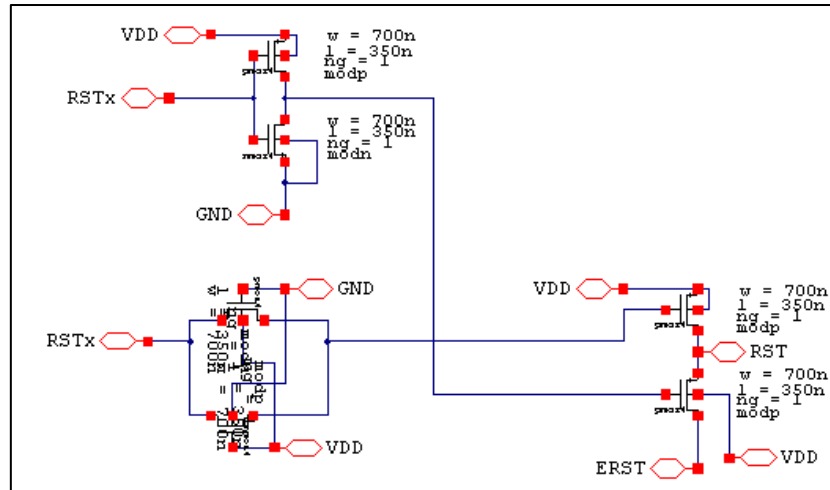 VDD
w = 700n
l = 350n
ng = 1
modp
RSTx
w = 700n
l = 350n
ng = 1
modn
GND
GND
VDD
w = 700n
l = 350n
ng = 1
modp
RSTx
RST
w = 700n
l = 350n
ng = 1
modp
VDD
ERST
VDD